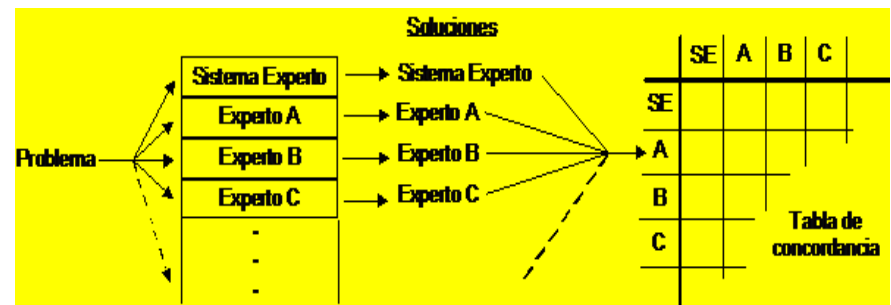 Soluciones
Problema
Sistema Experto
Experto A
Experto B
Experto C
-
-
-
Sistema Experto
Experto A
Experto B
Experto C
SE A B C
SE
A
B
C
Tabla de
concordancia